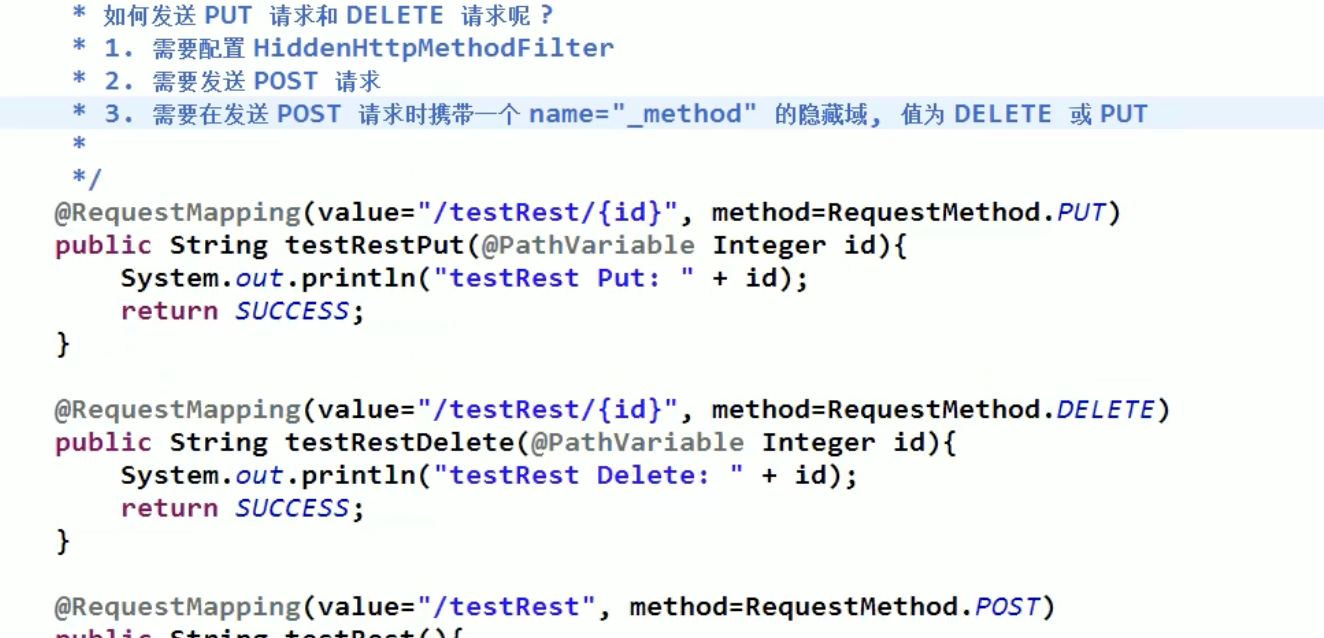 * 如何发送 PUT 请求和 DELETE 请求呢 ?
* 1. 需要配置 HiddenHttpMethodFilter
* 2. 需要发送 POST 请求
* 3. 需要在发送 POST 请求时携带一个 name="_method" 的隐藏域, 值为 DELETE 或 PUT
*
*/
@RequestMapping(value="/testRest/{id}", method=RequestMethod.PUT)
public String testRestPut(@PathVariable Integer id){
System.out.println("testRest Put: " + id);
return SUCCESS;
}
@RequestMapping(value="/testRest/{id}", method=RequestMethod.DELETE)
public String testRestDelete(@PathVariable Integer id){
System.out.println("testRest Delete: " + id);
return SUCCESS;
}
@RequestMapping(value="/testRest", method=RequestMethod.POST)
public String testRest(){